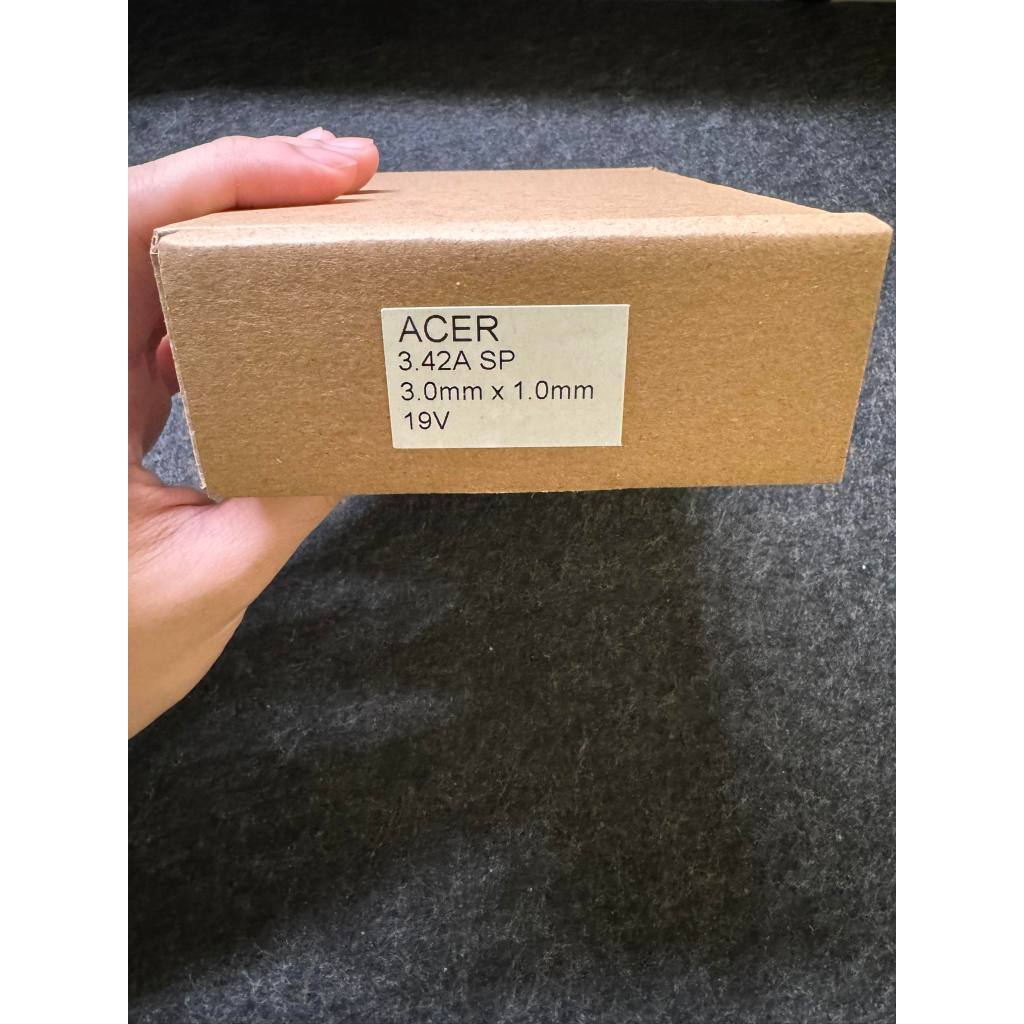 ACER
3.42A SP
3.0mm x 1.0mm
19V